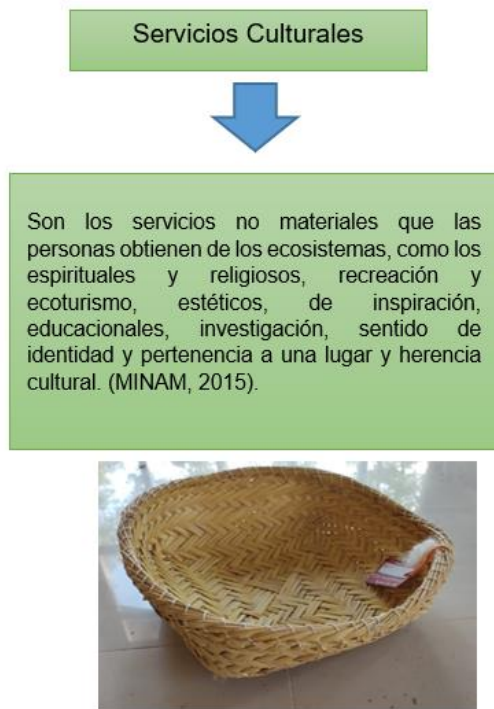 Servicios Culturales
Son los servicios no materiales que las
personas obtienen de los ecosistemas, como los
espirituales y religiosos, recreación y
ecoturismo, estéticos, de inspiración,
educacionales, investigación, sentido de
identidad y pertenencia a una lugar y herencia
cultural. (MINAM, 2015).